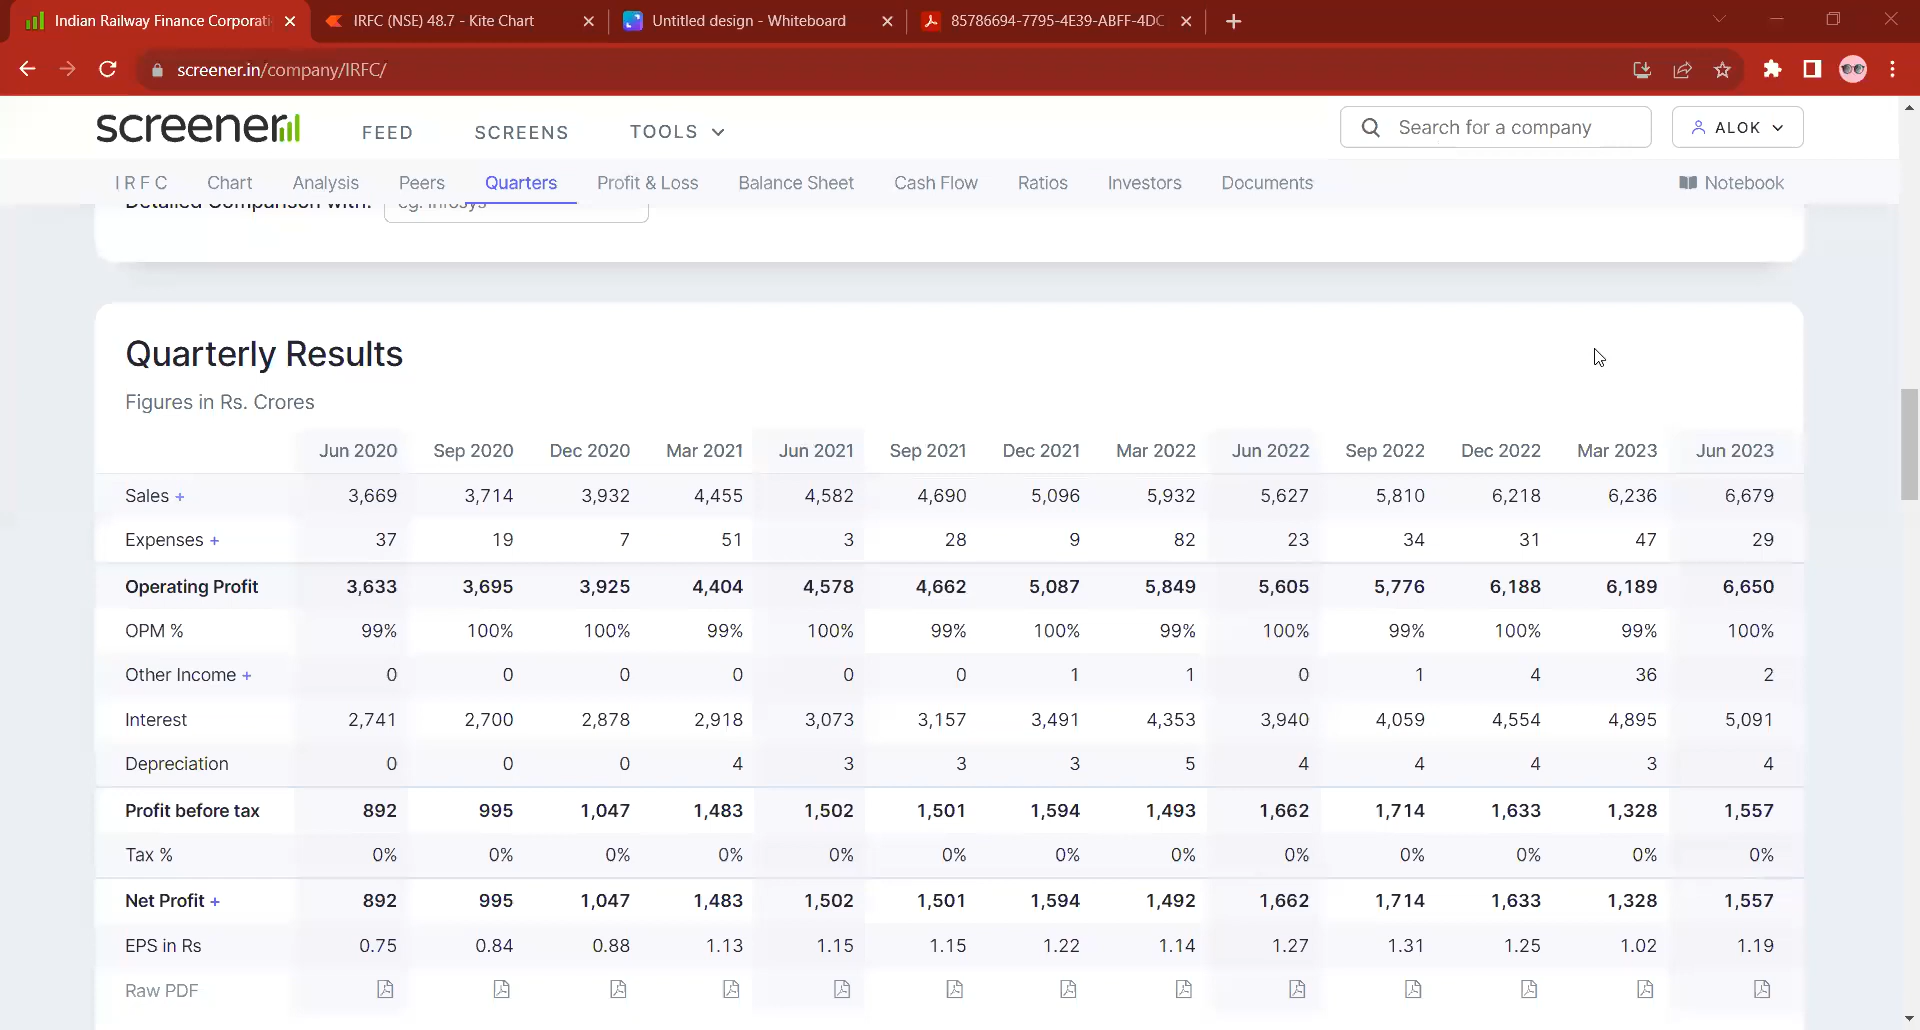 Indian Railway Finance Corporati
IRFC (NSE) 48.7 - Kite Chart
Untitled design - Whiteboard
85786694-7795-4E39-ABFF-4DC
screener.in/company/IRFC/
screener
FEED
SCREENS
TOOLS
Search for a company
ALOK
I R F C
Chart
Analysis
Peers
Quarters
Profit & Loss
Balance Sheet
Cash Flow
Ratios
Investors
Documents
Notebook
Detailed Comparison with:
eg. Infosys
Quarterly Results
Figures in Rs. Crores
Jun 2020 Sep 2020 Dec 2020 Mar 2021 Jun 2021 Sep 2021 Dec 2021 Mar 2022 Jun 2022 Sep 2022 Dec 2022 Mar 2023 Jun 2023
Sales + 3,669 3,714 3,932 4,455 4,582 4,690 5,096 5,932 5,627 5,810 6,218 6,236 6,679
Expenses + 37 19 7 51 3 28 9 82 23 34 31 47 29
Operating Profit 3,633 3,695 3,925 4,404 4,578 4,662 5,087 5,849 5,605 5,776 6,188 6,189 6,650
OPM % 99% 100% 100% 99% 100% 99% 100% 99% 100% 99% 100% 99% 100%
Other Income + 0 0 0 0 0 0 1 1 0 1 4 36 2
Interest 2,741 2,700 2,878 2,918 3,073 3,157 3,491 4,353 3,940 4,059 4,554 4,895 5,091
Depreciation 0 0 0 4 3 3 3 5 4 4 4 3 4
Profit before tax 892 995 1,047 1,483 1,502 1,501 1,594 1,493 1,662 1,714 1,633 1,328 1,557
Tax % 0% 0% 0% 0% 0% 0% 0% 0% 0% 0% 0% 0% 0%
Net Profit + 892 995 1,047 1,483 1,502 1,501 1,594 1,492 1,662 1,714 1,633 1,328 1,557
EPS in Rs 0.75 0.84 0.88 1.13 1.15 1.15 1.22 1.14 1.27 1.31 1.25 1.02 1.19
Raw PDF